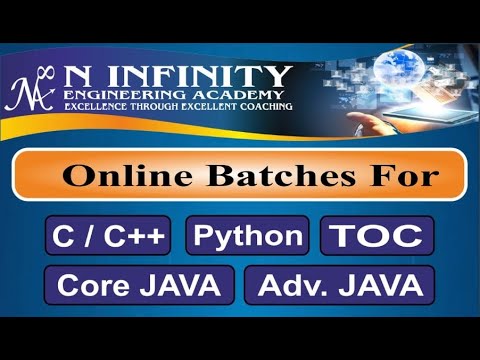 N INFINITY
ENGINEERING ACADEMY
EXCELLENCE THROUGH EXCELLENT COACHING
Online Batches For
C / C++ Python TOC
Core JAVA Adv. JAVA